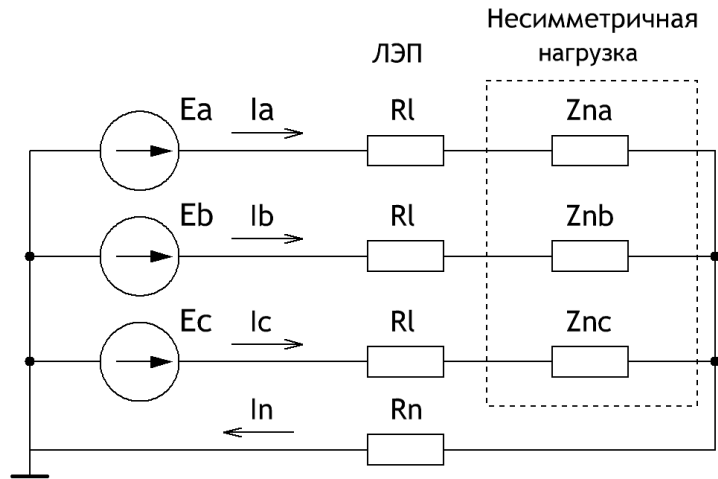 Несимметричная
нагрузка
ЛЭП
Ea Ia Rl Zna
Eb Ib Rl Znb
Ec Ic Rl Znc
In Rn